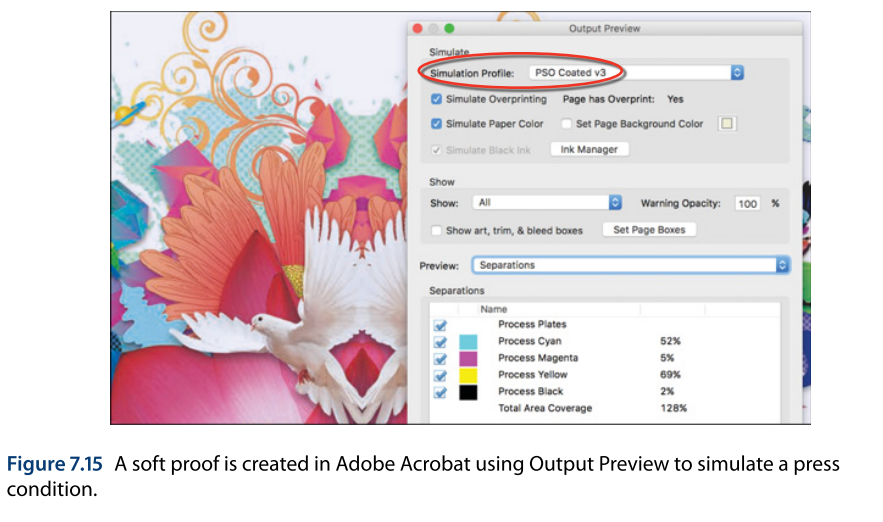 Output Preview
Simulate
Simulation Profile: PSO Coated v3
Simulate Overprinting Page has Overprint: Yes
Simulate Paper Color Set Page Background Color
Simulate Black Ink Ink Manager
Show
Show: All Warning Opacity: 100 %
Show art, trim, & bleed boxes Set Page Boxes
Preview: Separations
Separations
Name
Process Plates
Process Cyan 52%
Process Magenta 5%
Process Yellow 69%
Process Black 2%
Total Area Coverage 128%
Figure 7.15 A soft proof is created in Adobe Acrobat using Output Preview to simulate a press
condition.